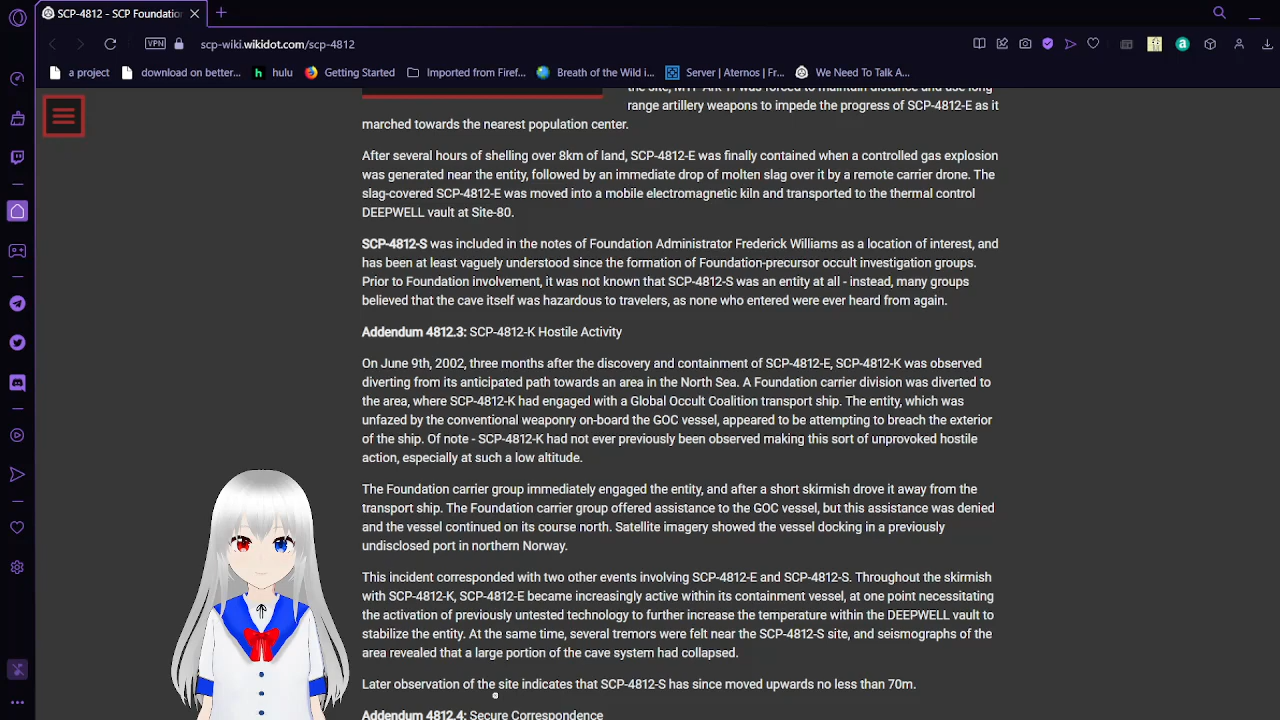 SCP-4812 - SCP Foundation
VPN
scp-wiki.wikidot.com/scp-4812
a project
download on better...
hulu
Getting Started
Imported from Firef...
Breath of the Wild i...
Server | Aternos | Fr...
We Need To Talk A...
range artillery weapons to impede the progress of SCP-4812-E as it
marched towards the nearest population center.
After several hours of shelling over 8km of land, SCP-4812-E was finally contained when a controlled gas explosion
was generated near the entity, followed by an immediate drop of molten slag over it by a remote carrier drone. The
slag-covered SCP-4812-E was moved into a mobile electromagnetic kiln and transported to the thermal control
DEEPWELL vault at Site-80.
SCP-4812-S was included in the notes of Foundation Administrator Frederick Williams as a location of interest, and
has been at least vaguely understood since the formation of Foundation-precursor occult investigation groups.
Prior to Foundation involvement, it was not known that SCP-4812-S was an entity at all - instead, many groups
believed that the cave itself was hazardous to travelers, as none who entered were ever heard from again.
Addendum 4812.3: SCP-4812-K Hostile Activity
On June 9th, 2002, three months after the discovery and containment of SCP-4812-E, SCP-4812-K was observed
diverting from its anticipated path towards an area in the North Sea. A Foundation carrier division was diverted to
the area, where SCP-4812-K had engaged with a Global Occult Coalition transport ship. The entity, which was
unfazed by the conventional weaponry on-board the GOC vessel, appeared to be attempting to breach the exterior
of the ship. Of note - SCP-4812-K had not ever previously been observed making this sort of unprovoked hostile
action, especially at such a low altitude.
The Foundation carrier group immediately engaged the entity, and after a short skirmish drove it away from the
transport ship. The Foundation carrier group offered assistance to the GOC vessel, but this assistance was denied
and the vessel continued on its course north. Satellite imagery showed the vessel docking in a previously
undisclosed port in northern Norway.
This incident corresponded with two other events involving SCP-4812-E and SCP-4812-S. Throughout the skirmish
with SCP-4812-K, SCP-4812-E became increasingly active within its containment vessel, at one point necessitating
the activation of previously untested technology to further increase the temperature within the DEEPWELL vault to
stabilize the entity. At the same time, several tremors were felt near the SCP-4812-S site, and seismographs of the
area revealed that a large portion of the cave system had collapsed.
Later observation of the site indicates that SCP-4812-S has since moved upwards no less than 70m.
Addendum 4812.4: Secure Correspondence